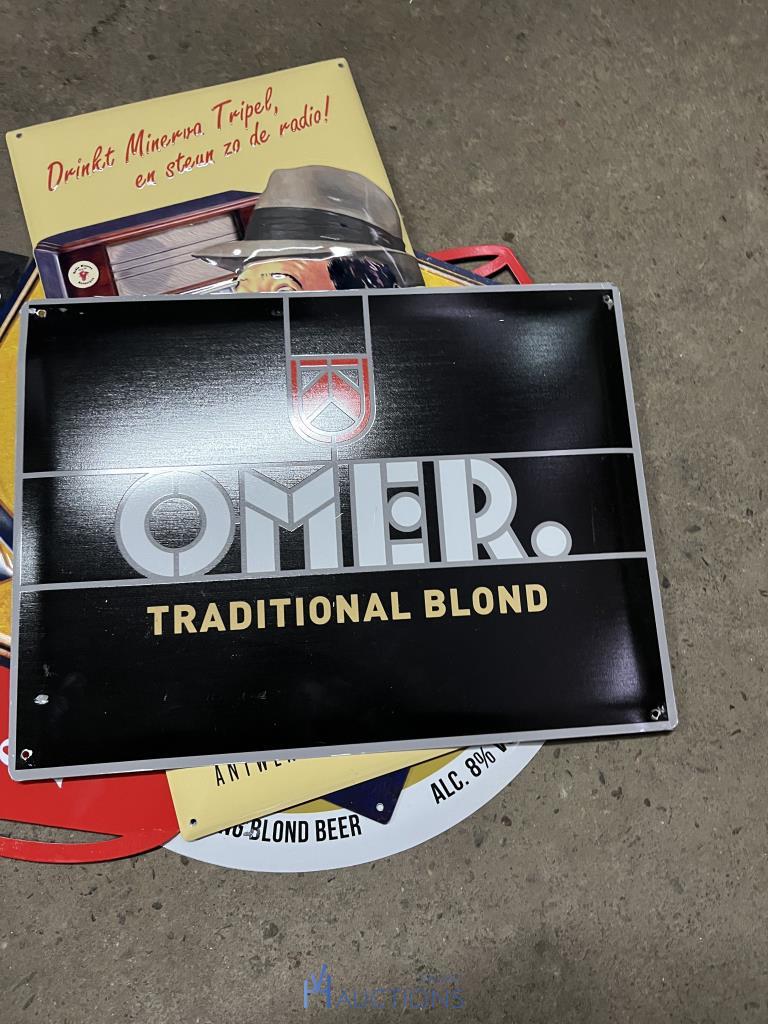 Drinkt Minerva Tripel,
en steun zo de radio!
OMER.
TRADITIONAL BLOND
ALC. 8%
BLOND BEER
AUCTIONS